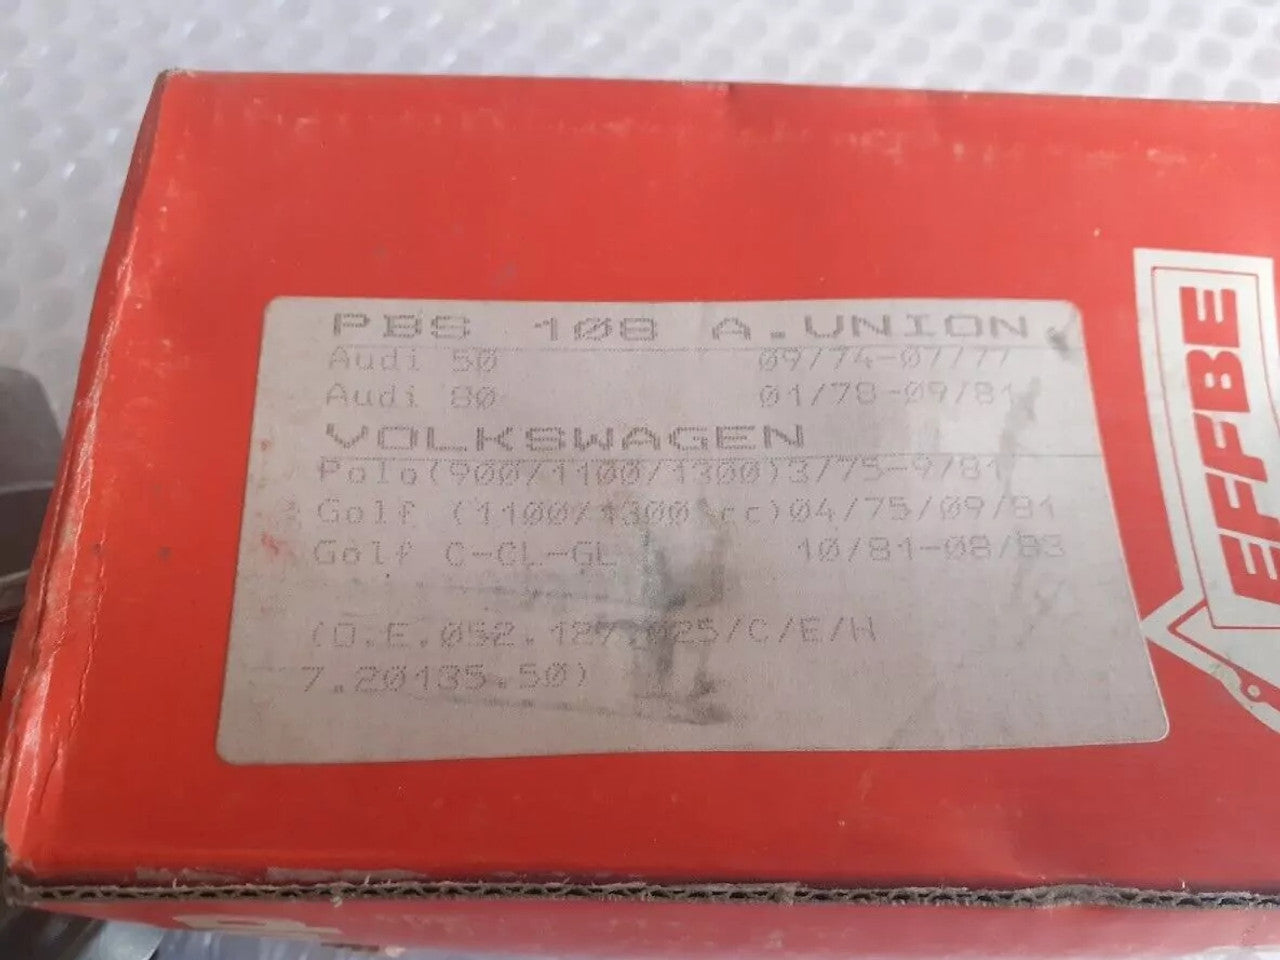 PBS 108 A.UNION
Audi 50 09/74-07/77
Audi 80 01/78-09/81
VOLKSWAGEN
Polo(900/1100/1300)3/75-9/81
Golf (1100/1300 cc)04/75/09/81
Golf C-CL-GL 10/81-08/83
(O.E.052.127.025/C/E/H
7.20135.50)
EFFBE